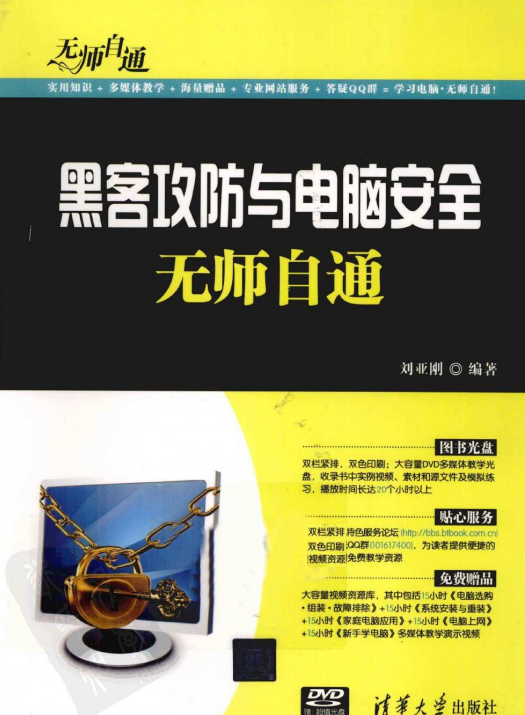 无师自通
实用知识 + 多媒体教学 + 海量赠品 + 专业网站服务 + 答疑QQ群 = 学习电脑·无师自通!
黑客攻防与电脑安全
无师自通
刘亚刚 ◎ 编著
图书光盘
双栏紧排，双色印刷；大容量DVD多媒体教学光
盘，收录书中实例视频、素材和源文件及模拟练
习，播放时间长达20个小时以上
贴心服务
双栏紧排 持色服务论坛(http://bbs.bfbook.com.cn)
双色印刷;QQ群(101617400)，为读者提供便捷的
视频资源 免费教学资源
免费赠品
大容量视频资源库，其中包括15小时《电脑选购
·组装·故障排除》+15小时《系统安装与重装》
+15小时《家庭电脑应用》+15小时《电脑上网》
+15小时《新手学电脑》多媒体教学演示视频
DVD
赠·超值光盘
清华大学出版社